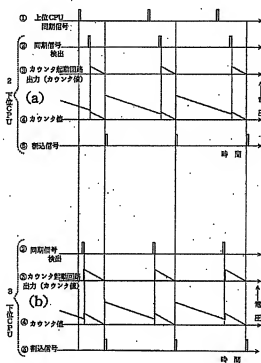 ① 上位CPU
同期信号
② 同期信号
検出
③ カウンタ起動回路
出力(カウンタ値)
(a)
④ カウンタ値
⑤ 割込信号
時間
電圧
2
下位CPU
② 同期信号
検出
③カウンタ起動回路
出力(カウンタ値)
(b)
④ カウンタ値
⑤割込信号
時間
電圧
3
下位CPU